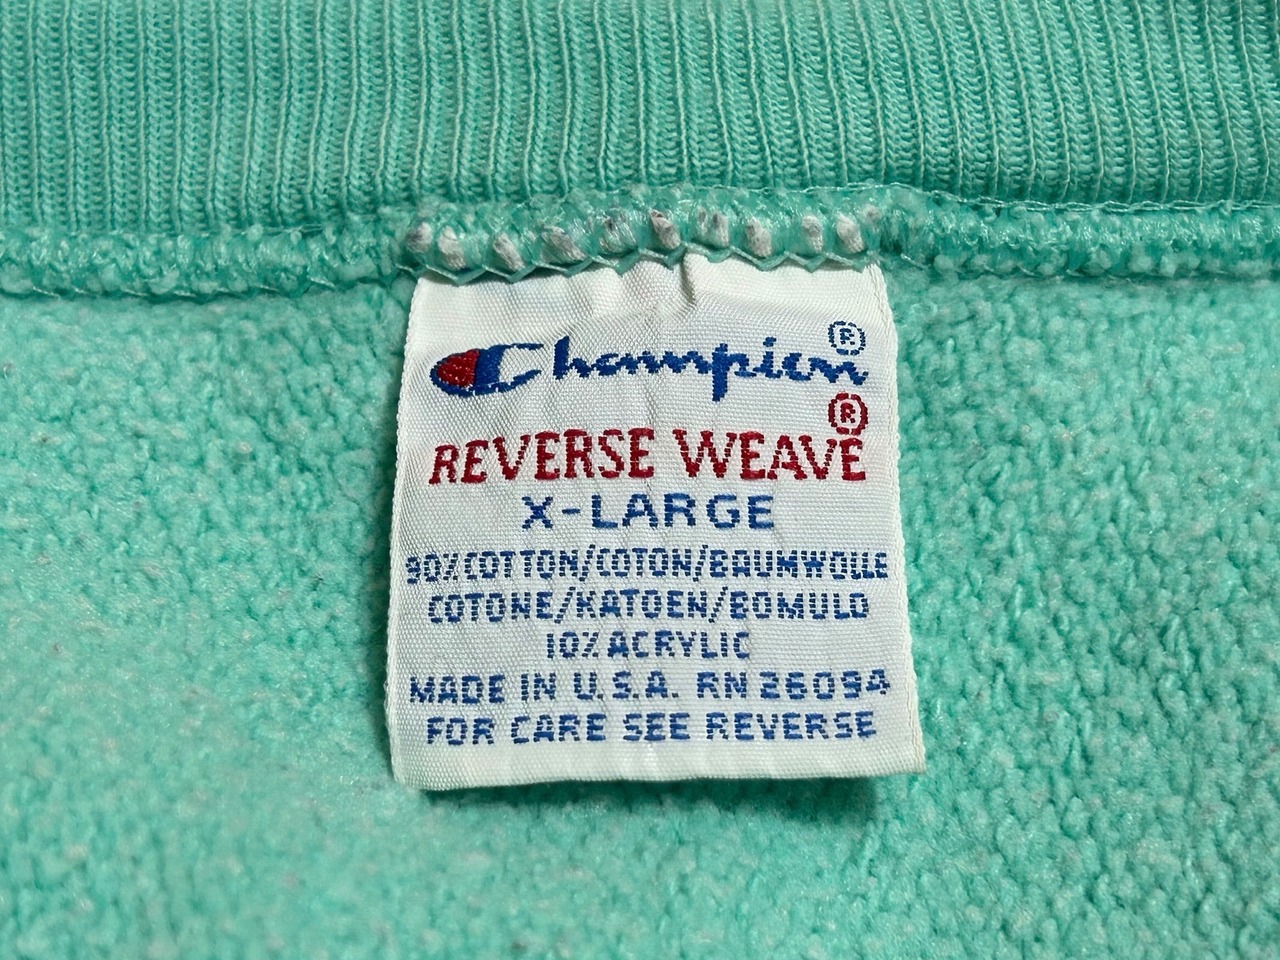 Champion®
REVERSE WEAVE®
X-LARGE
90% COTTON/COTON/BAUMWOLLE
COTONE/KATOEN/BOMULD
10% ACRYLIC
MADE IN U.S.A. RN 26094
FOR CARE SEE REVERSE